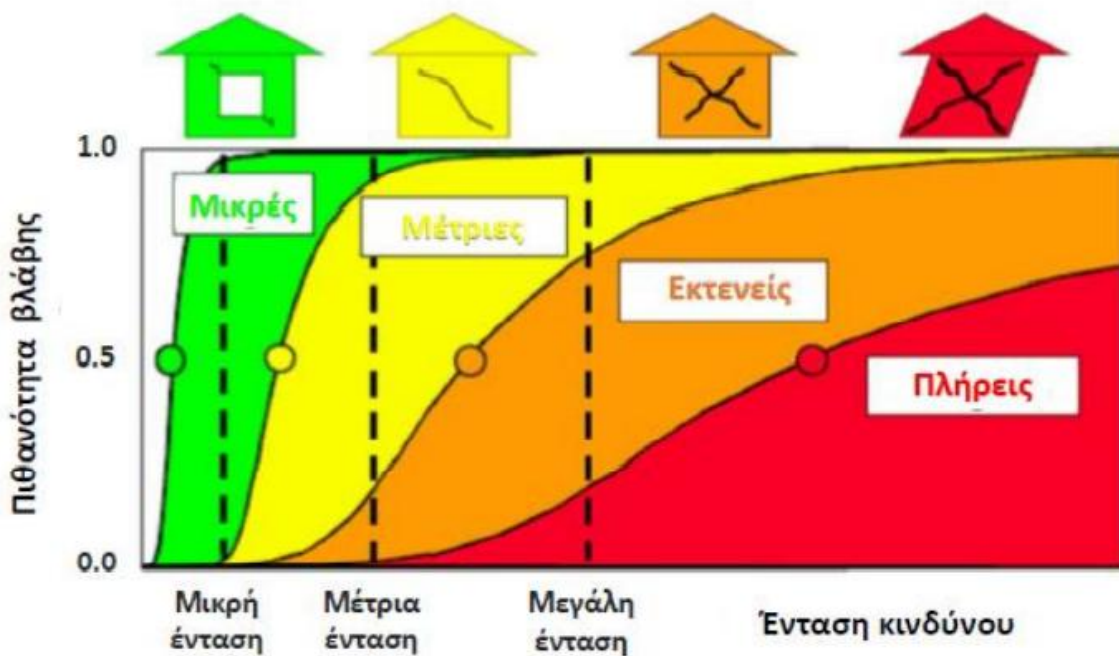 1.0
Μικρές
Μέτριες
Πιθανότητα βλάβης
Εκτενείς
0.5
Πλήρεις
0.0
Μικρή
ένταση
Μέτρια
ένταση
Μεγάλη
ένταση
Ένταση κινδύνου